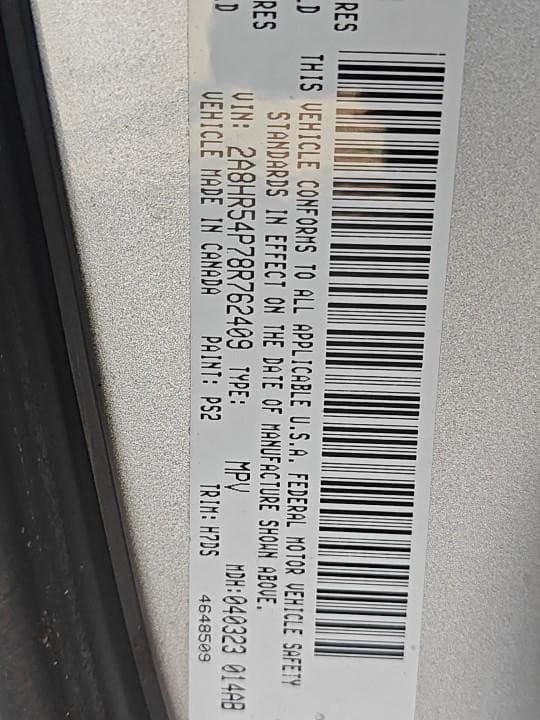 RES
.D
RES
.D
THIS VEHICLE CONFORMS TO ALL APPLICABLE U.S.A. FEDERAL MOTOR VEHICLE SAFETY
STANDARDS IN EFFECT ON THE DATE OF MANUFACTURE SHOWN ABOVE.
VIN: 2A8HR54P78R762409 TYPE: MPV MDH:040323 014AB
VEHICLE MADE IN CANADA PAINT: PS2 TRIM: H7DS 4648509